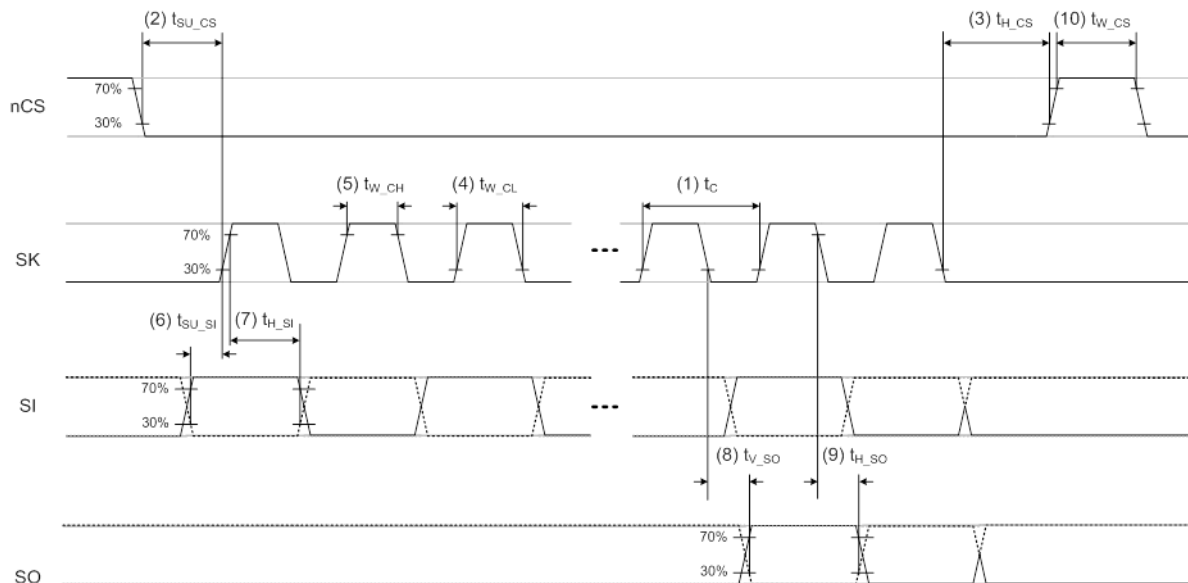 (2) tSU_CS
(3) tH_CS
(10) tW_CS
nCS
70%
30%
(5) tW_CH
(4) tW_CL
(1) tC
SK
70%
30%
(6) tSU_SI
(7) tH_SI
SI
70%
30%
(8) tV_SO
(9) tH_SO
SO
70%
30%